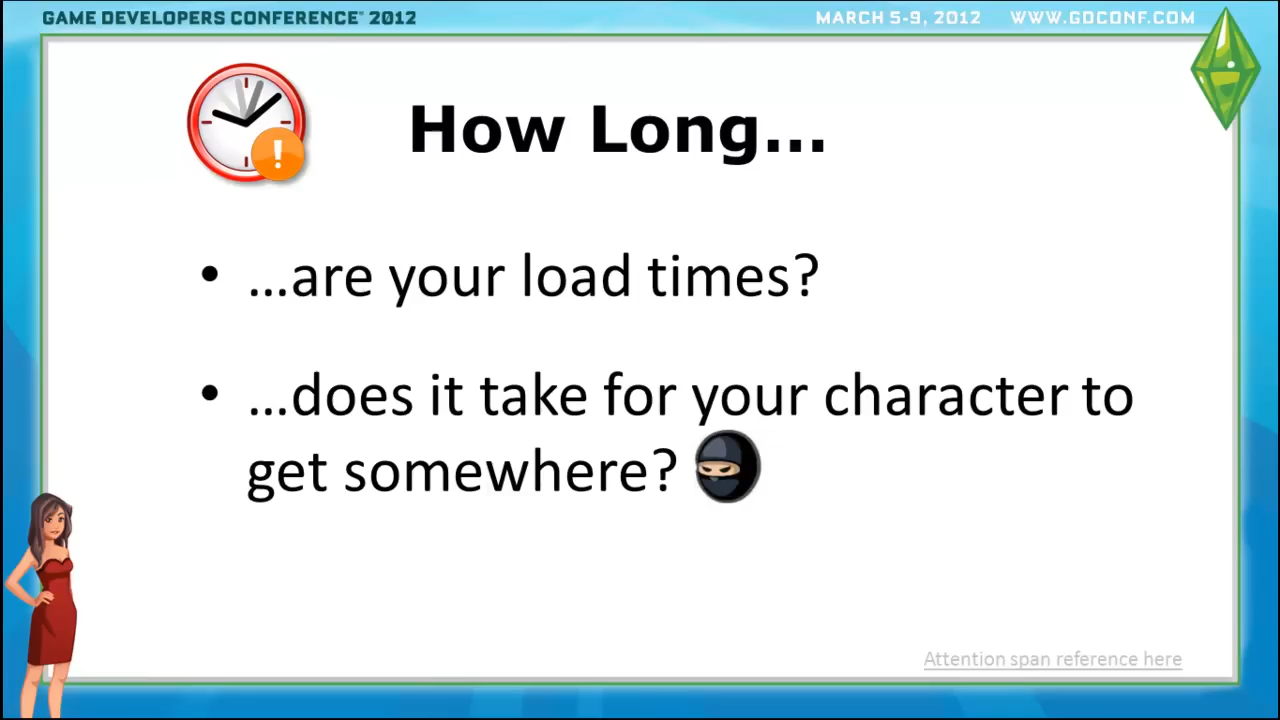 GAME DEVELOPERS CONFERENCE® 2012
MARCH 5-9, 2012 WWW.GDCONF.COM
How Long...
• …are your load times?
• …does it take for your character to
get somewhere?
Attention span reference here